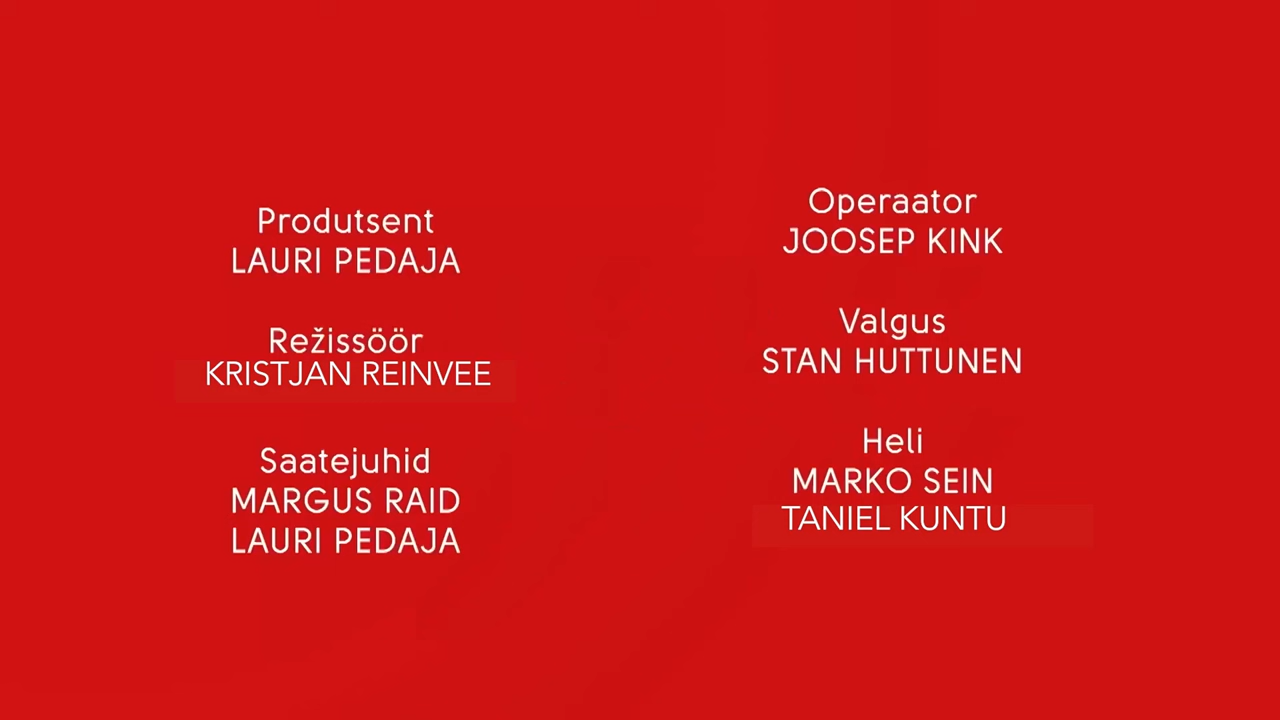 Produtsent
LAURI PEDAJA
Režissöör
KRISTJAN REINVEE
Saatejuhid
MARGUS RAID
LAURI PEDAJA
Operaator
JOOSEP KINK
Valgus
STAN HUTTUNEN
Heli
MARKO SEIN
TANIEL KUNTU